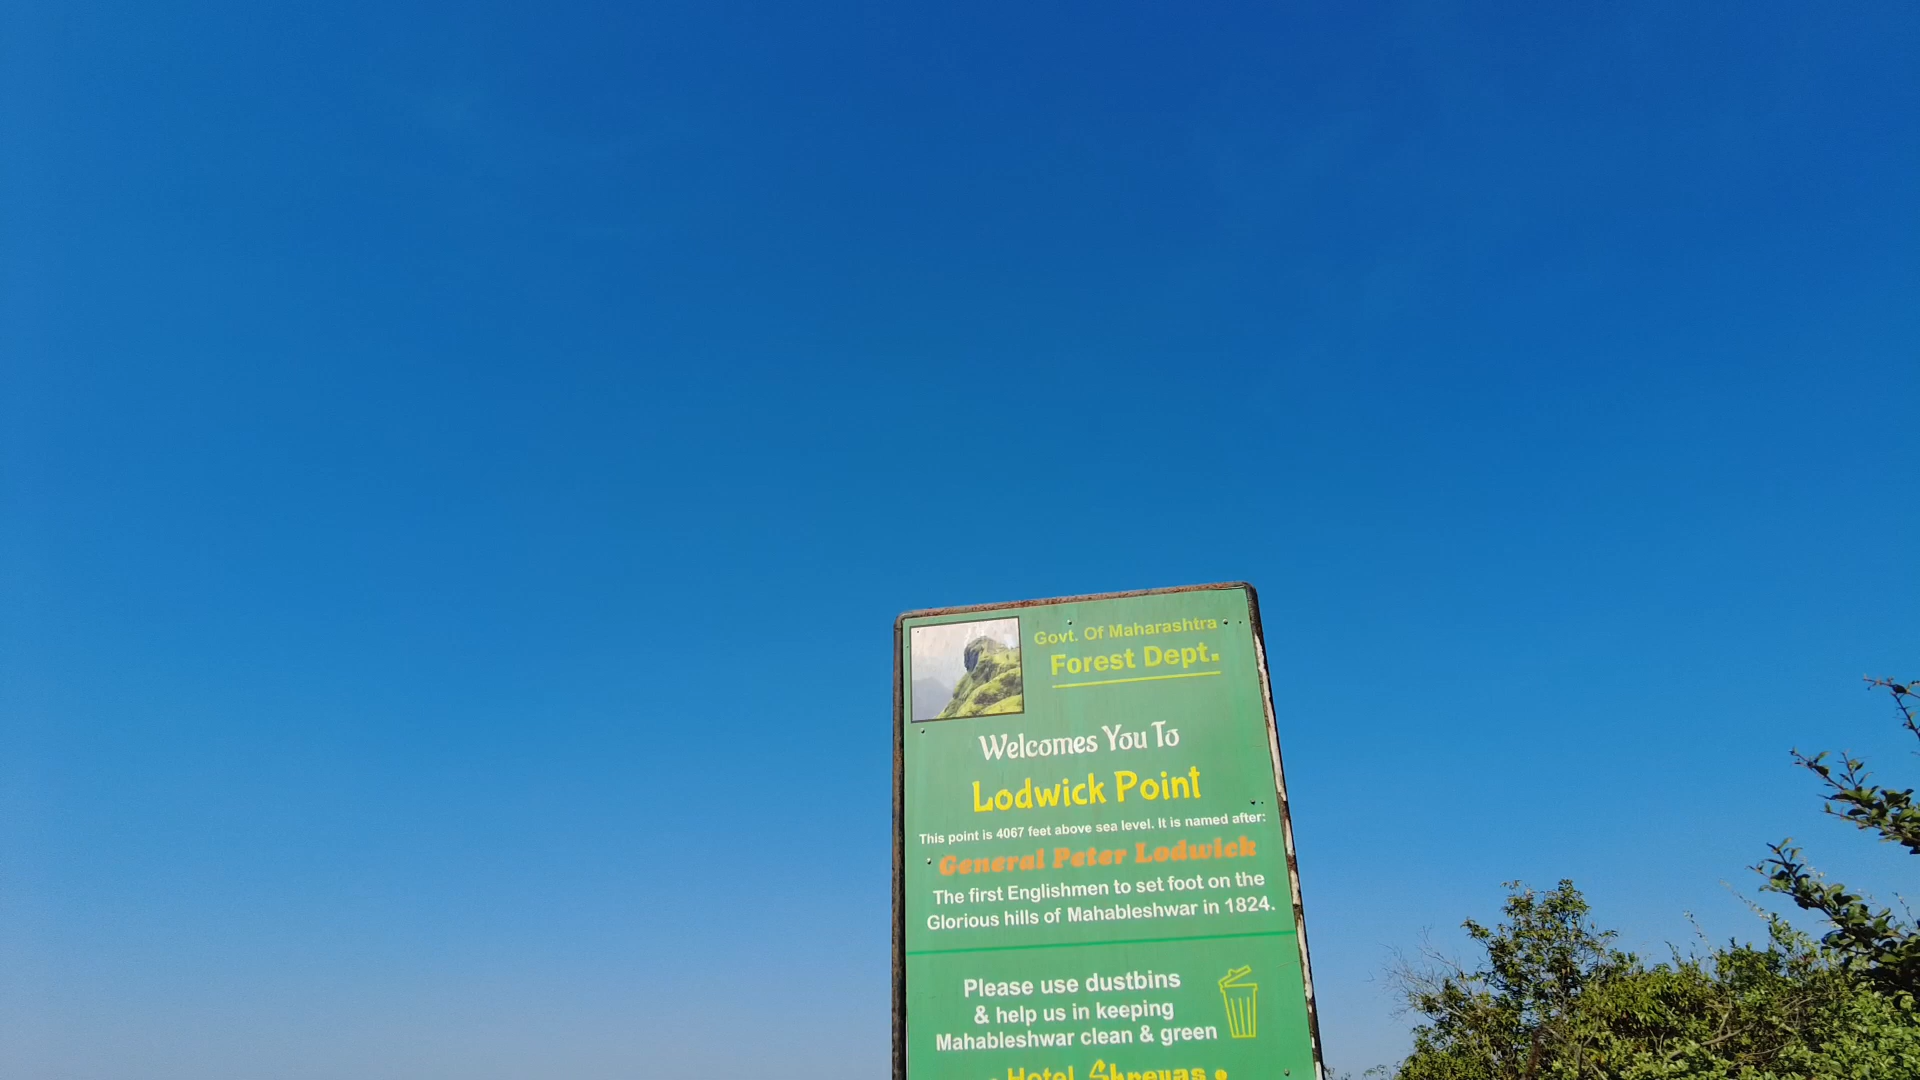 Govt. Of Maharashtra
Forest Dept.
Welcomes You To
Lodwick Point
This point is 4067 feet above sea level. It is named after:
General Peter Lodwick
The first Englishmen to set foot on the
Glorious hills of Mahableshwar in 1824.
Please use dustbins
& help us in keeping
Mahableshwar clean & green
Hotel Shreyas